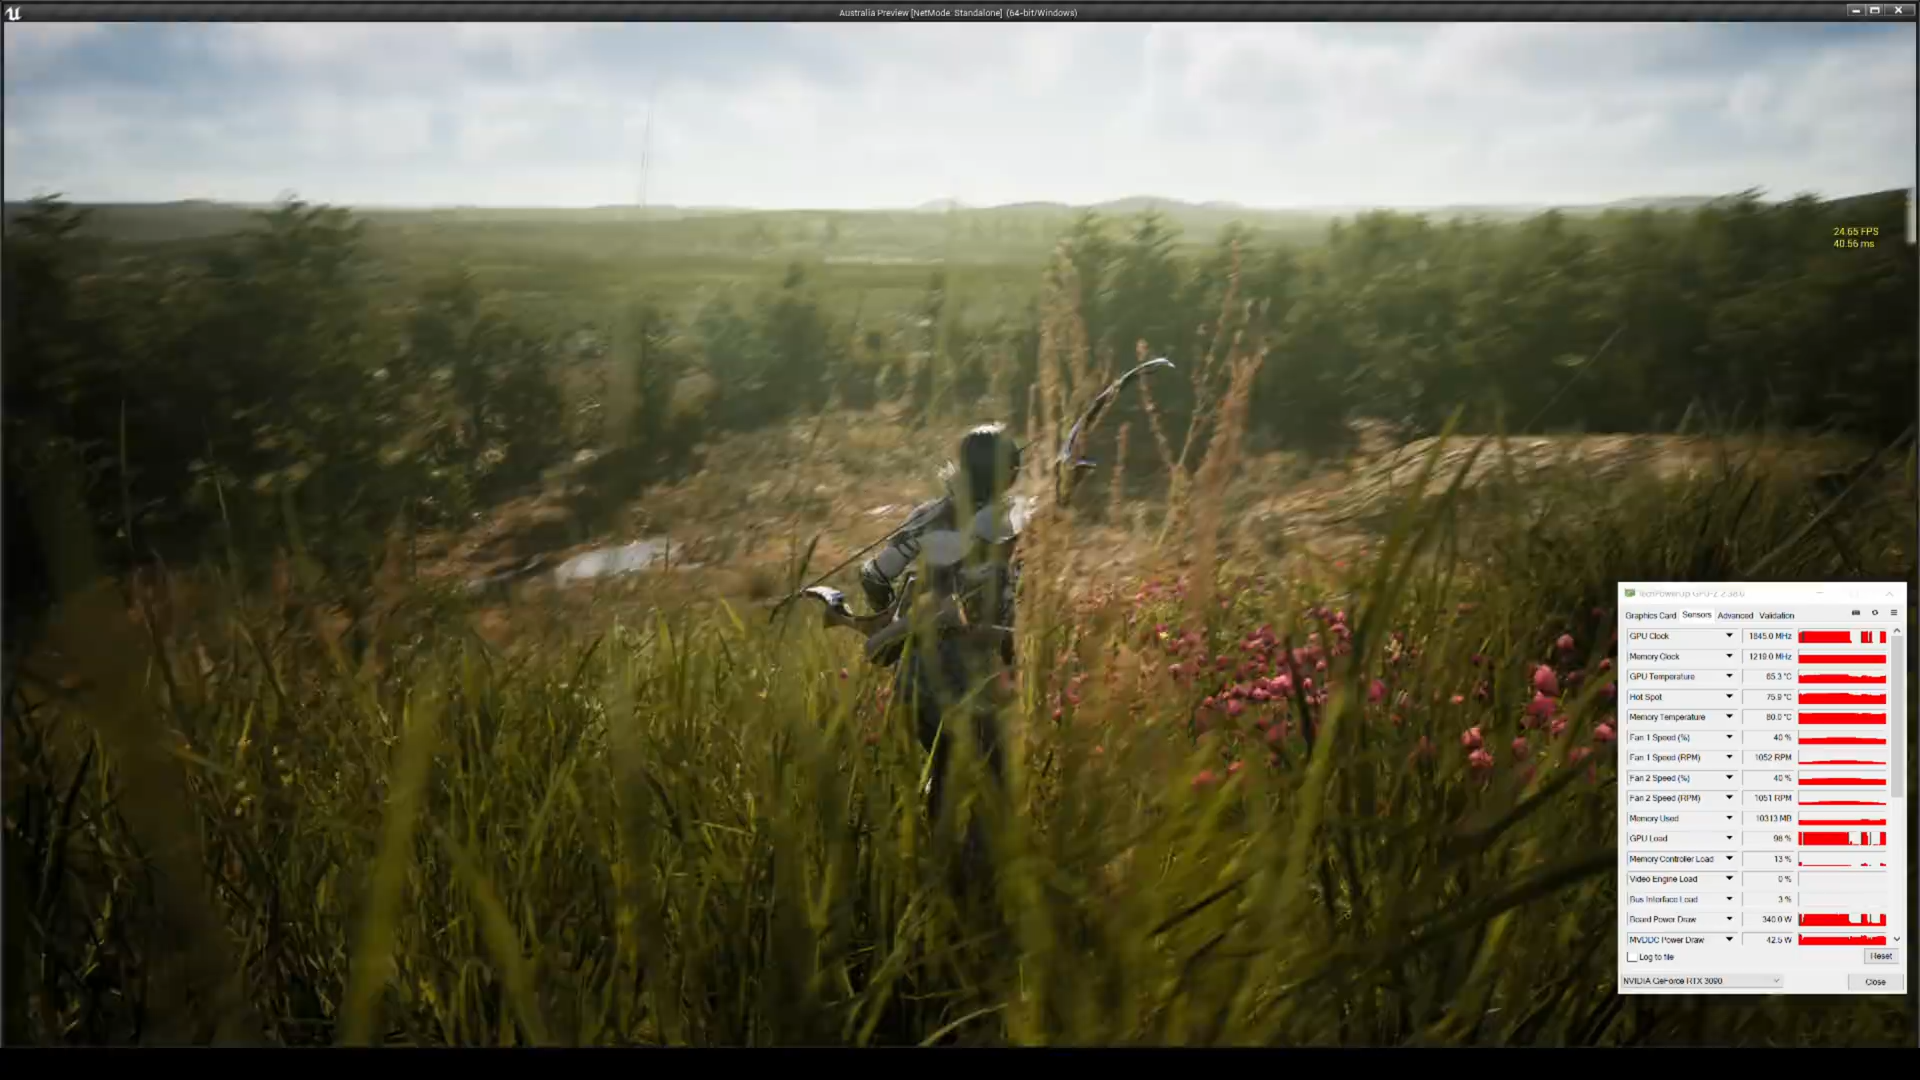 Australia Preview [NetMode: Standalone] (64-bit/Windows)
24.65 FPS
40.56 ms
TechPowerUp GPU-Z 2.38.0
Graphics Card Sensors Advanced Validation
GPU Clock 1845.0 MHz
Memory Clock 1219.0 MHz
GPU Temperature 65.3 °C
Hot Spot 75.9 °C
Memory Temperature 80.0 °C
Fan 1 Speed (%) 40 %
Fan 1 Speed (RPM) 1052 RPM
Fan 2 Speed (%) 40 %
Fan 2 Speed (RPM) 1051 RPM
Memory Used 10313 MB
GPU Load 98 %
Memory Controller Load 13 %
Video Engine Load 0 %
Bus Interface Load 3 %
Board Power Draw 340.0 W
MVDDC Power Draw 42.5 W
Log to file
Reset
NVIDIA GeForce RTX 3090
Close